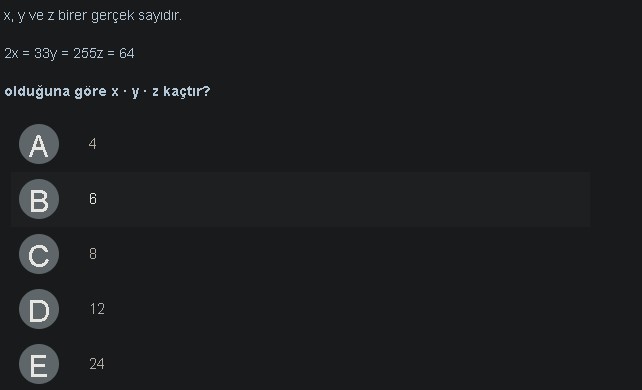 x, y ve z birer gerçek sayıdır.
2x = 33y = 255z = 64
olduğuna göre x · y · z kaçtır?
A 4
B 6
C 8
D 12
E 24